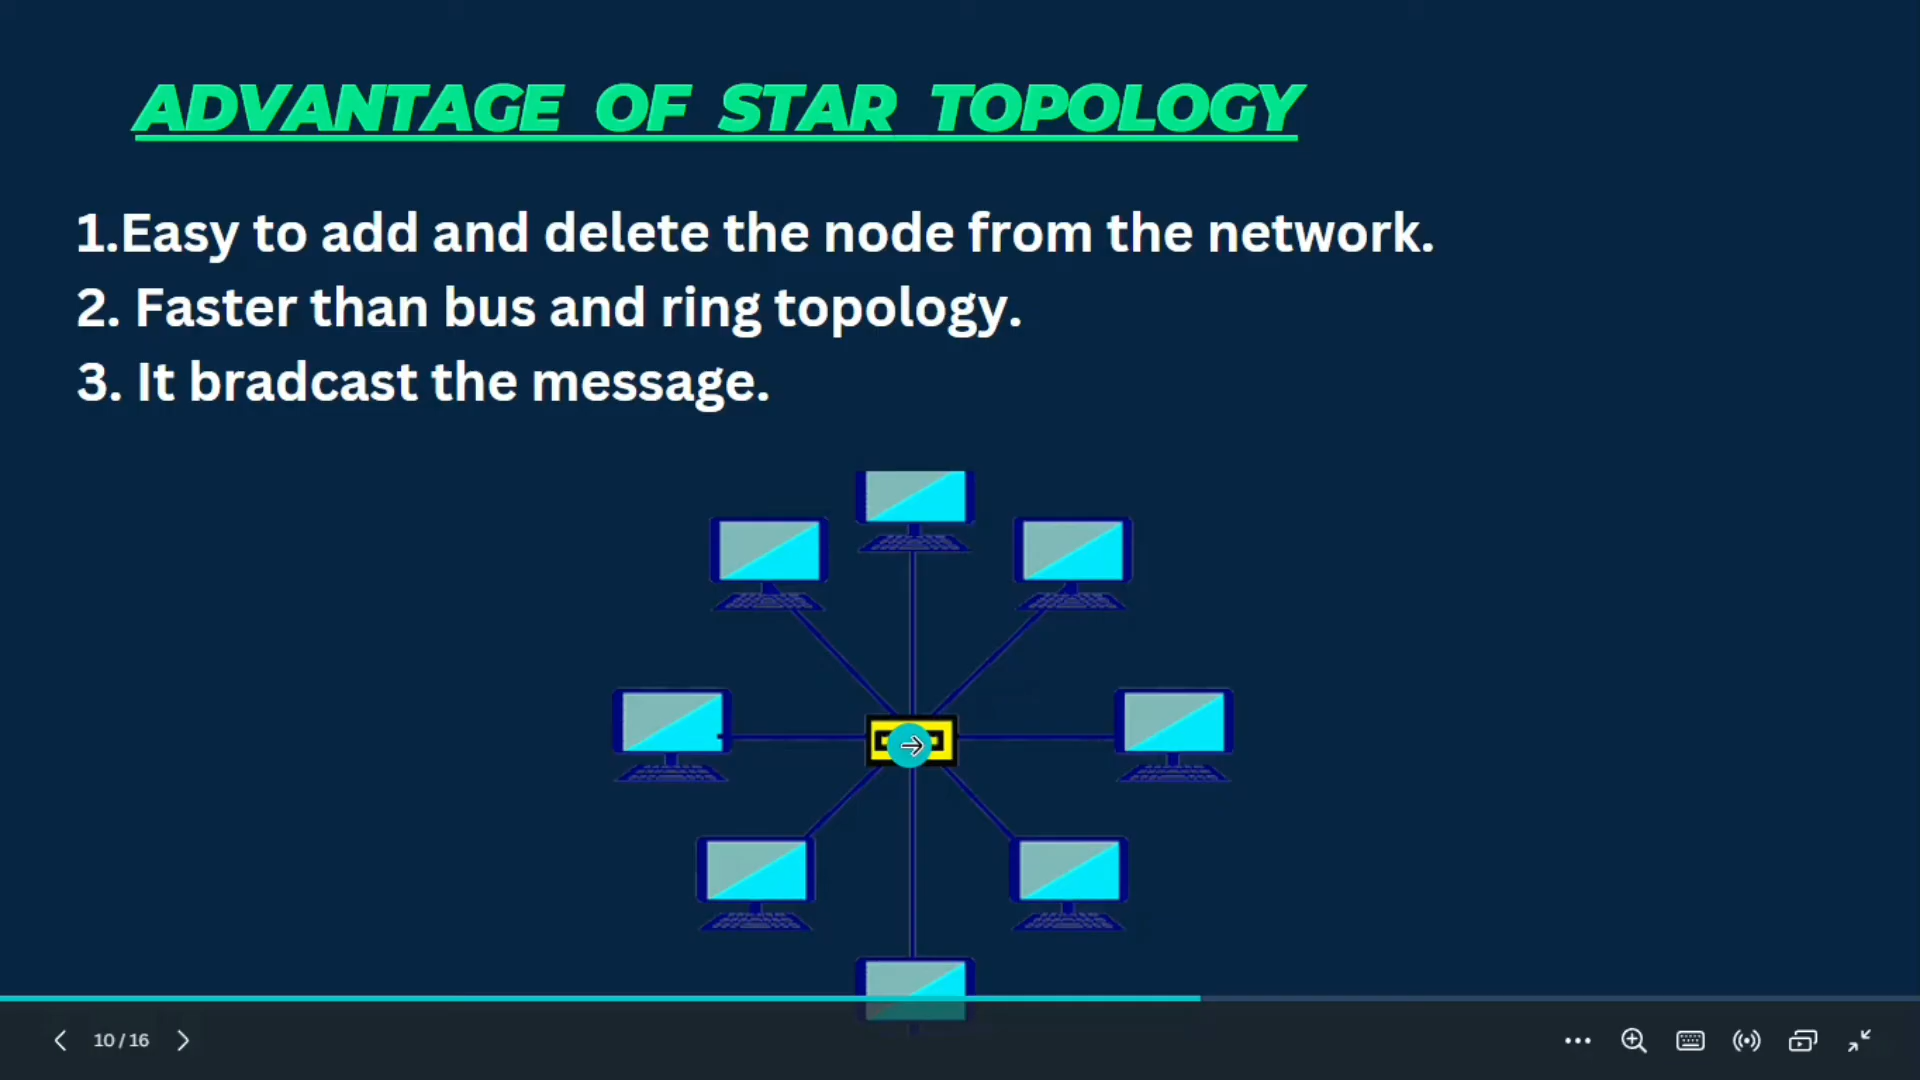 ADVANTAGE OF STAR TOPOLOGY
1.Easy to add and delete the node from the network.
2. Faster than bus and ring topology.
3. It bradcast the message.
10 / 16